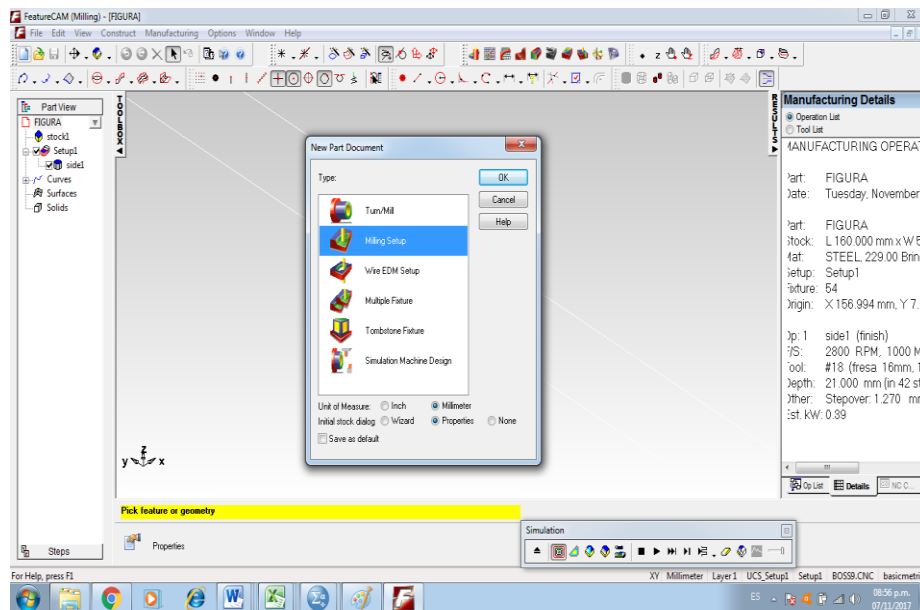 FeatureCAM (Milling) - [FIGURA]
File Edit View Construct Manufacturing Options Window Help
Part View
FIGURA
stock1
Setup1
side1
Curves
Surfaces
Solids
TOOLBOX
New Part Document
Type:
Turn/Mill
Milling Setup
Wire EDM Setup
Multiple Fixture
Tombstone Fixture
Simulation Machine Design
OK
Cancel
Help
Unit of Measure: Inch Millimeter
Initial stock dialog Wizard Properties None
Save as default
z
y x
RESULTS
Manufacturing Details
Operation List
Tool List
MANUFACTURING OPERA
Part: FIGURA
Date: Tuesday, November
Part: FIGURA
Stock: L 160.000 mm x W 5
Mat: STEEL, 229.00 Brin
Setup: Setup1
Fixture: 54
Origin: X 156.994 mm, Y 7.
Op: 1 side1 (finish)
F/S: 2800 RPM, 1000 M
Tool: #18 (fresa 16mm, 1
Depth: 21.000 mm (in 42 st
Other: Stepover: 1.270 mm
Est. kW: 0.39
Op List Details NC C...
Pick feature or geometry
Properties
Simulation
Steps
For Help, press F1
XY Millimeter Layer 1 UCS_Setup1 Setup1 BOSS9.CNC basicmetri
ES
08:56 p.m.
07/11/2017